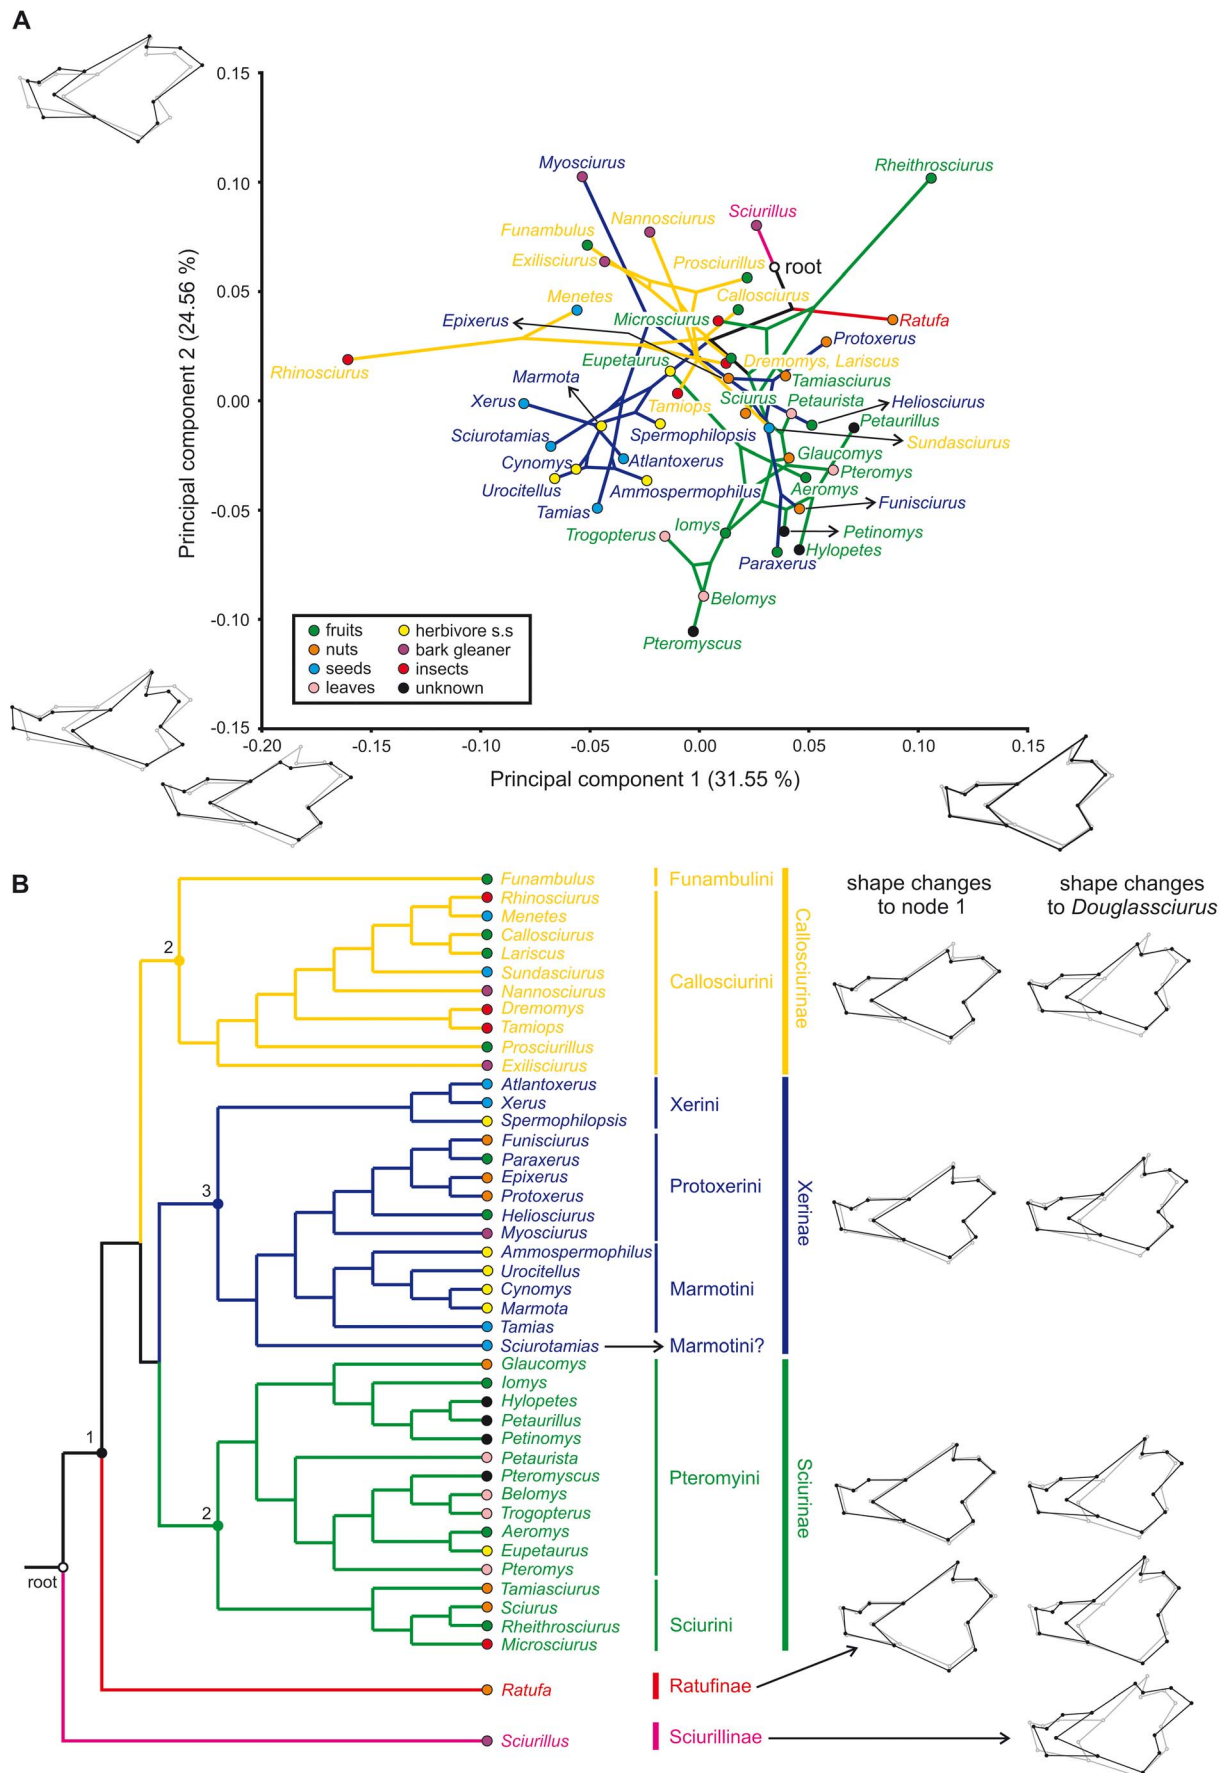 A
0.15
0.10
0.05
0.00
-0.05
-0.10
-0.15
Principal component 2 (24.56 %)
Myosciurus
Rheithrosciurus
Nannosciurus
Sciurillus
Funambulus
Exilisciurus
Prosciurillus
root
Menetes
Callosciurus
Epixerus
Microsciurus
Ratufa
Protoxerus
Rhinosciurus
Eupetaurus
Dremomys, Lariscus
Marmota
Tamiasciurus
Xerus
Tamiops
Sciurus
Petaurista
Heliosciurus
Petaurillus
Sciurotamias
Spermophilopsis
Sundasciurus
Cynomys
Atlantoxerus
Glaucomys
Pteromys
Urocitellus
Ammospermophilus
Aeromys
Funisciurus
Tamias
Trogopterus
Iomys
Petinomys
Hylopetes
Paraxerus
Belomys
Pteromyscus
fruits
nuts
seeds
leaves
herbivore s.s
bark gleaner
insects
unknown
-0.20
-0.15
-0.10
-0.05
0.00
0.05
0.10
0.15
Principal component 1 (31.55 %)
B
shape changes
to node 1
shape changes
to Douglassciurus
Funambulus
Rhinosciurus
Menetes
Callosciurus
Lariscus
Sundasciurus
Nannosciurus
Dremomys
Tamiops
Prosciurillus
Exilisciurus
Atlantoxerus
Xerus
Spermophilopsis
Funisciurus
Paraxerus
Epixerus
Protoxerus
Heliosciurus
Myosciurus
Ammospermophilus
Urocitellus
Cynomys
Marmota
Tamias
Sciurotamias
Glaucomys
Iomys
Hylopetes
Petaurillus
Petinomys
Petaurista
Pteromyscus
Belomys
Trogopterus
Aeromys
Eupetaurus
Pteromys
Tamiasciurus
Sciurus
Rheithrosciurus
Microsciurus
Ratufa
Sciurillus
Funambulini
Callosciurini
Xerini
Protoxerini
Marmotini
Marmotini?
Pteromyini
Sciurini
Ratufinae
Sciurillinae
Callosciurinae
Xerinae
Sciurinae
2
3
1
2
root